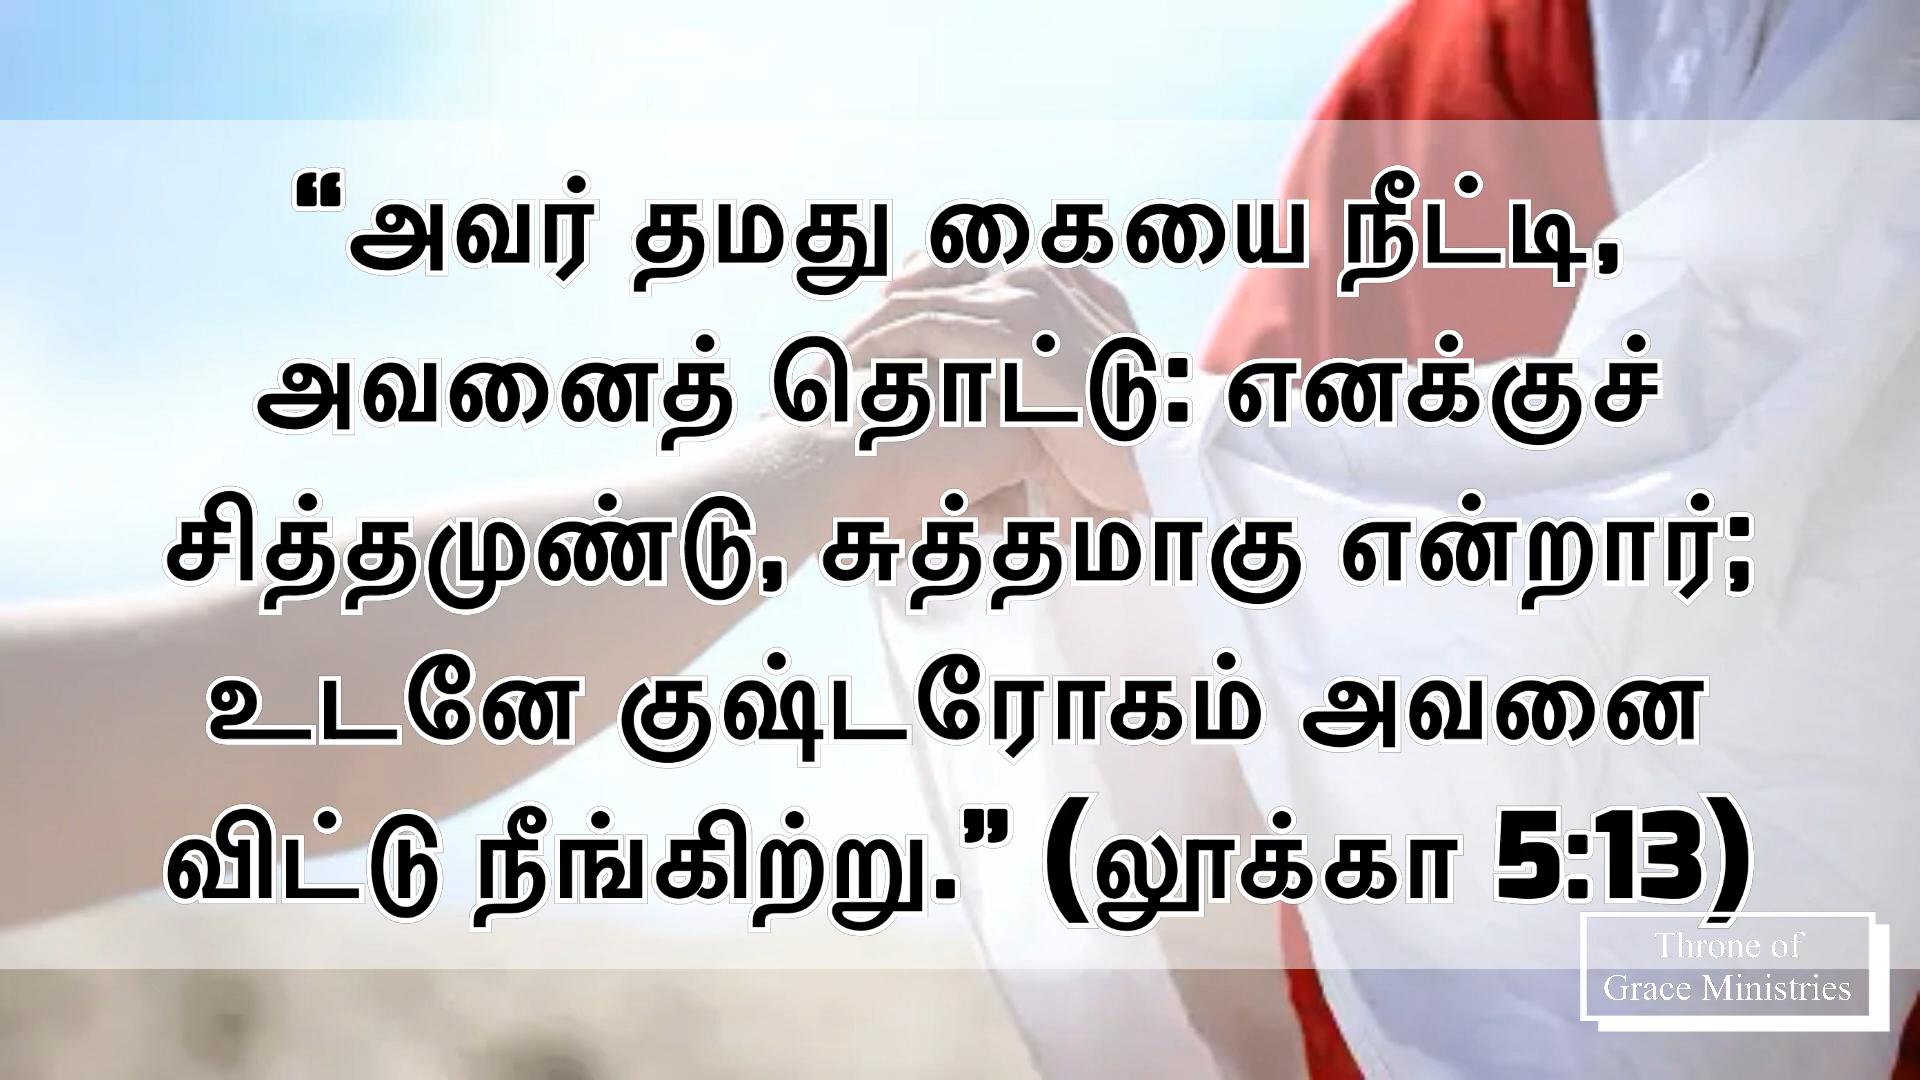 “அவர் தமது கையை நீட்டி,
அவனைத் தொட்டு: எனக்குச்
சித்தமுண்டு, சுத்தமாகு என்றார்;
உடனே குஷ்டரோகம் அவனை
விட்டு நீங்கிற்று.” (லூக்கா 5:13)
Throne of
Grace Ministries